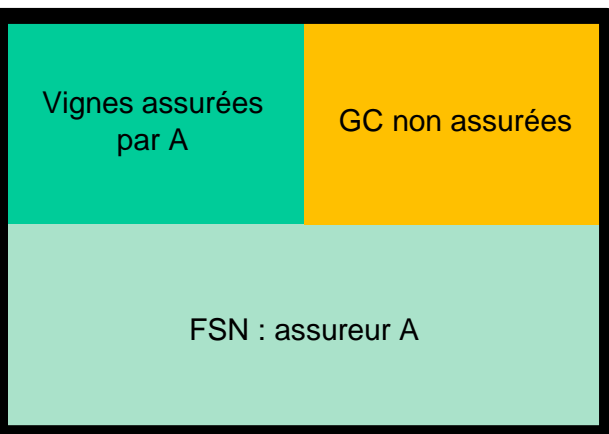 Vignes assurées
par A
GC non assurées
FSN : assureur A